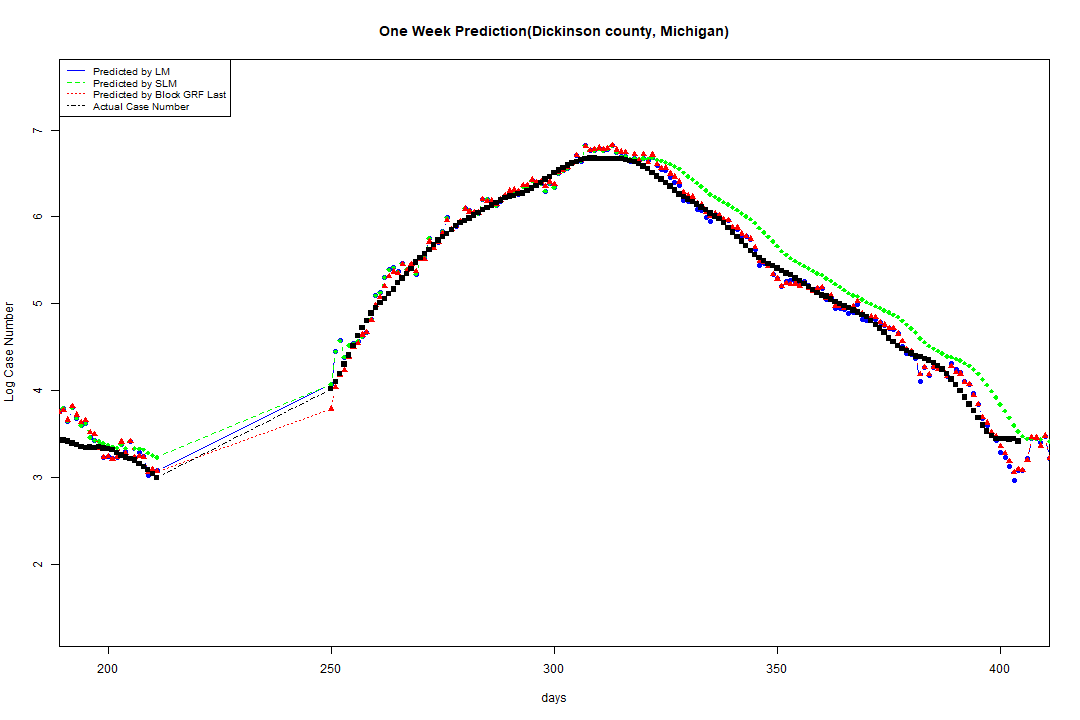 One Week Prediction(Dickinson county, Michigan)
Predicted by LM
Predicted by SLM
Predicted by Block GRF Last
Actual Case Number
7
6
5
4
3
2
Log Case Number
200 250 300 350 400
days